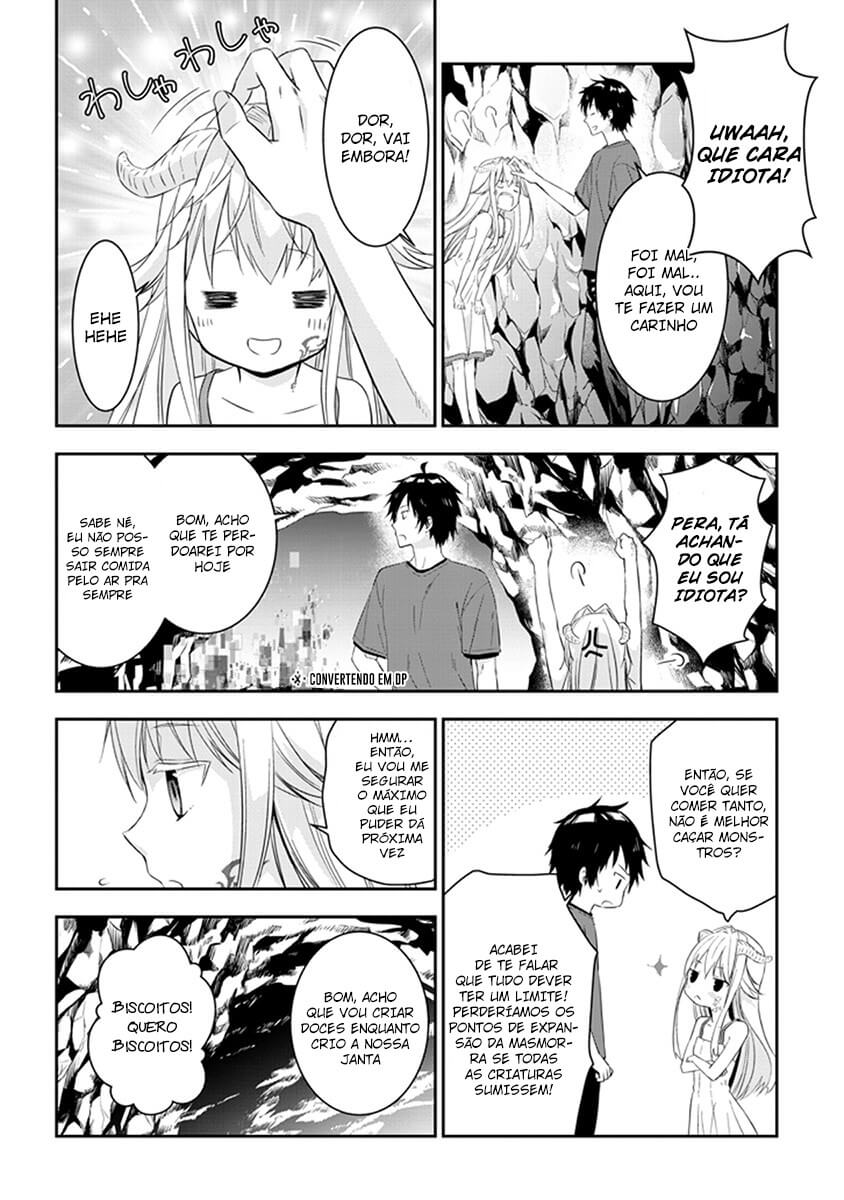 UWAAH,
QUE CARA
IDIOTA!
FOI MAL,
FOI MAL..
AQUI, VOU
TE FAZER UM
CARINHO
DOR,
DOR, VAI
EMBORA!
わしゃわしゃ
EHE
HEHE
PERA, TÁ
ACHAN-
DO QUE
EU SOU
IDIOTA?
BOM, ACHO
QUE TE PER-
DOAREI POR
HOJE
CONVERTENDO EM DP
SABE NÉ,
EU NÃO POS-
SO SEMPRE
SAIR COMIDA
PELO AR PRA
SEMPRE
ENTÃO, SE
VOCÊ QUER
COMER TANTO,
NÃO É MELHOR
CAÇAR MONS-
TROS?
ACABEI
DE TE FALAR
QUE TUDO DEVER
TER UM LIMITE!
PERDERÍAMOS OS
PONTOS DE EXPAN-
SÃO DA MASMOR-
RA SE TODAS
AS CRIATURAS
SUMISSEM!
HMM...
ENTÃO,
EU VOU ME
SEGURAR
O MÁXIMO
QUE EU
PUDER DÁ
PRÓXIMA
VEZ
BOM, ACHO
QUE VOU CRIAR
DOCES ENQUANTO
CRIO A NOSSA
JANTA
BISCOITOS!
QUERO
BISCOITOS!